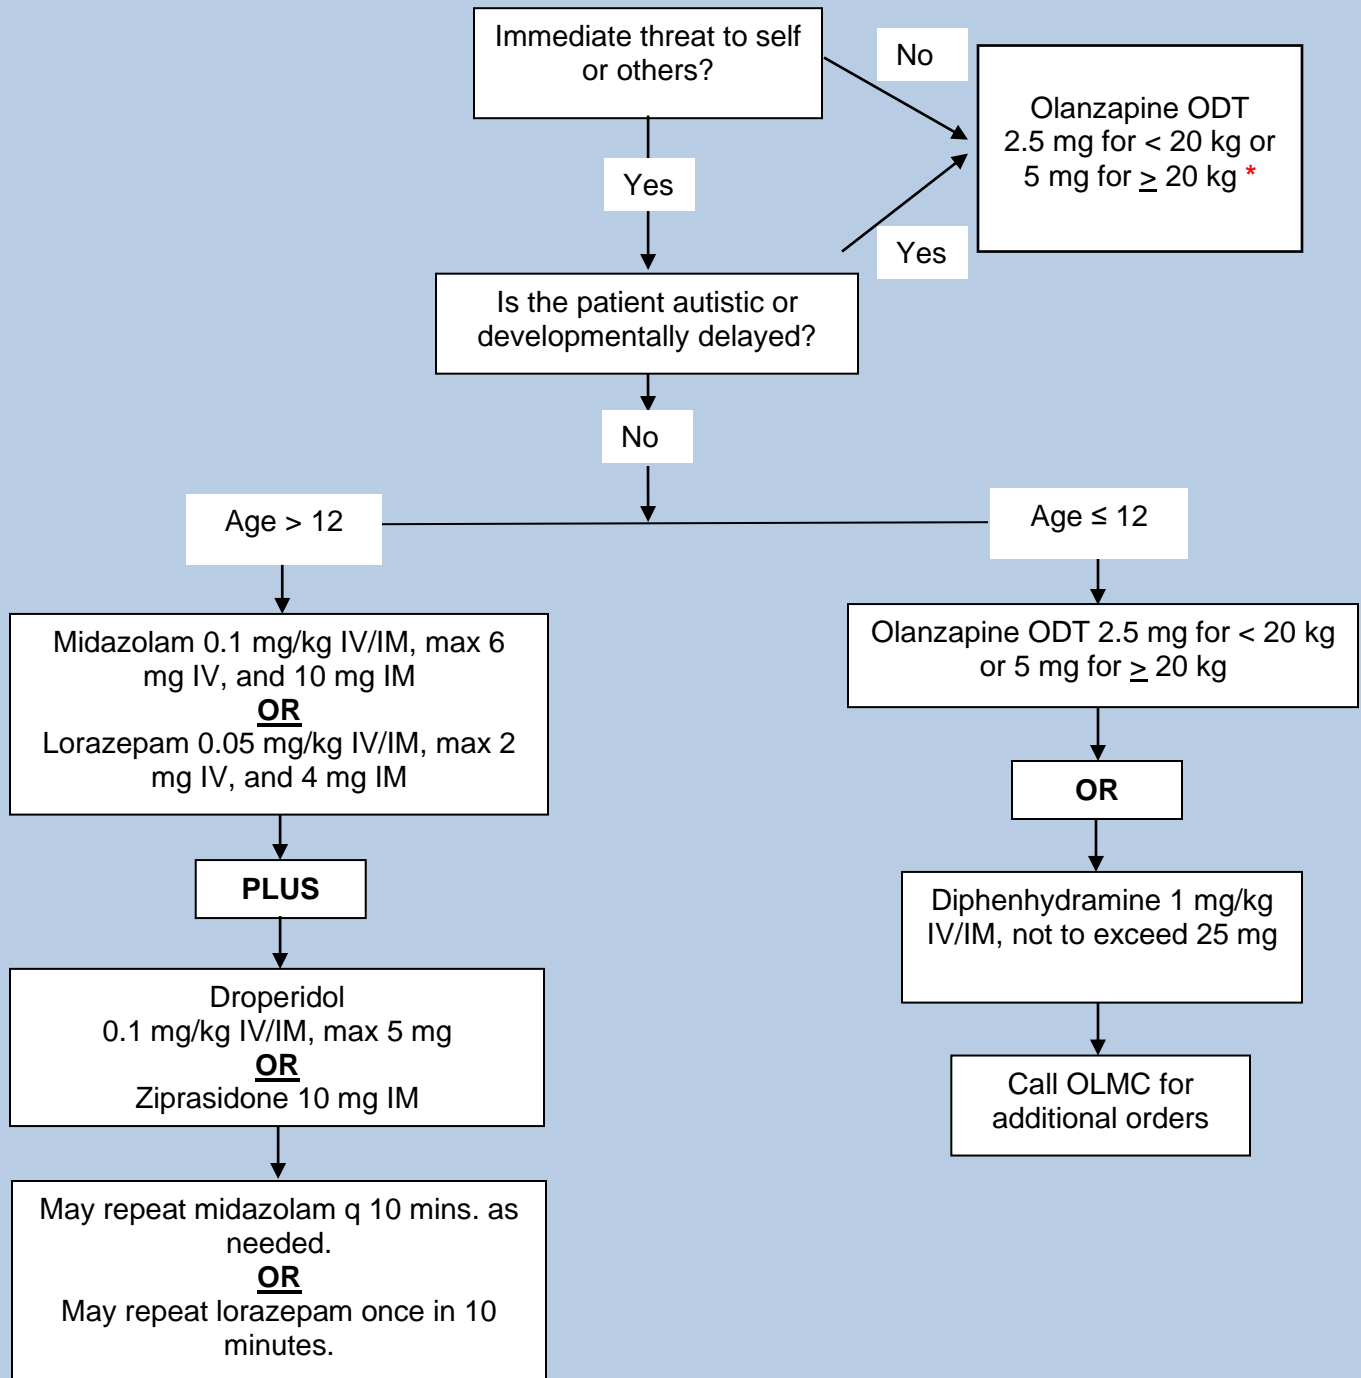 Immediate threat to self
or others?
No
Olanzapine ODT
2.5 mg for < 20 kg or
5 mg for ≥ 20 kg *
Yes
Yes
Is the patient autistic or
developmentally delayed?
No
Age > 12
Age ≤ 12
Midazolam 0.1 mg/kg IV/IM, max 6
mg IV, and 10 mg IM
OR
Lorazepam 0.05 mg/kg IV/IM, max 2
mg IV, and 4 mg IM
PLUS
Droperidol
0.1 mg/kg IV/IM, max 5 mg
OR
Ziprasidone 10 mg IM
May repeat midazolam q 10 mins. as
needed.
OR
May repeat lorazepam once in 10
minutes.
Olanzapine ODT 2.5 mg for < 20 kg
or 5 mg for ≥ 20 kg
OR
Diphenhydramine 1 mg/kg
IV/IM, not to exceed 25 mg
Call OLMC for
additional orders